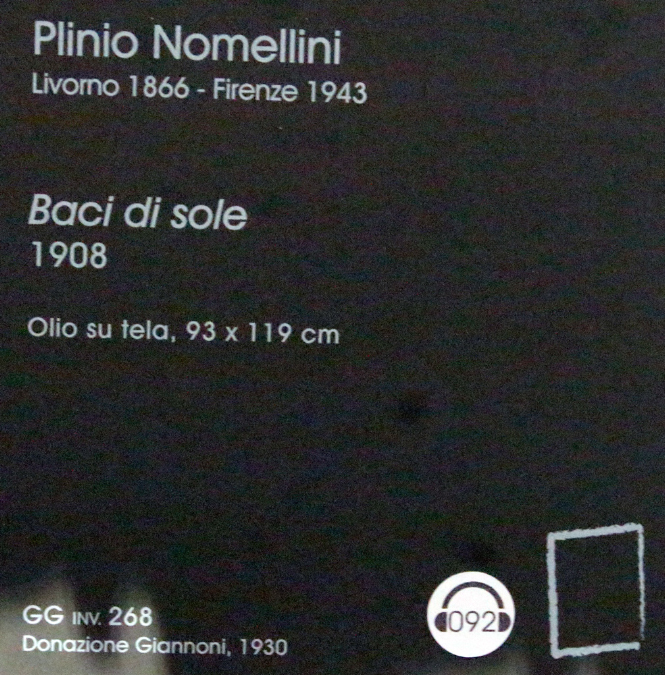 Plinio Nomellini
Livorno 1866 - Firenze 1943
Baci di sole
1908
Olio su tela, 93 x 119 cm
GG INV. 268
Donazione Giannoni, 1930
092